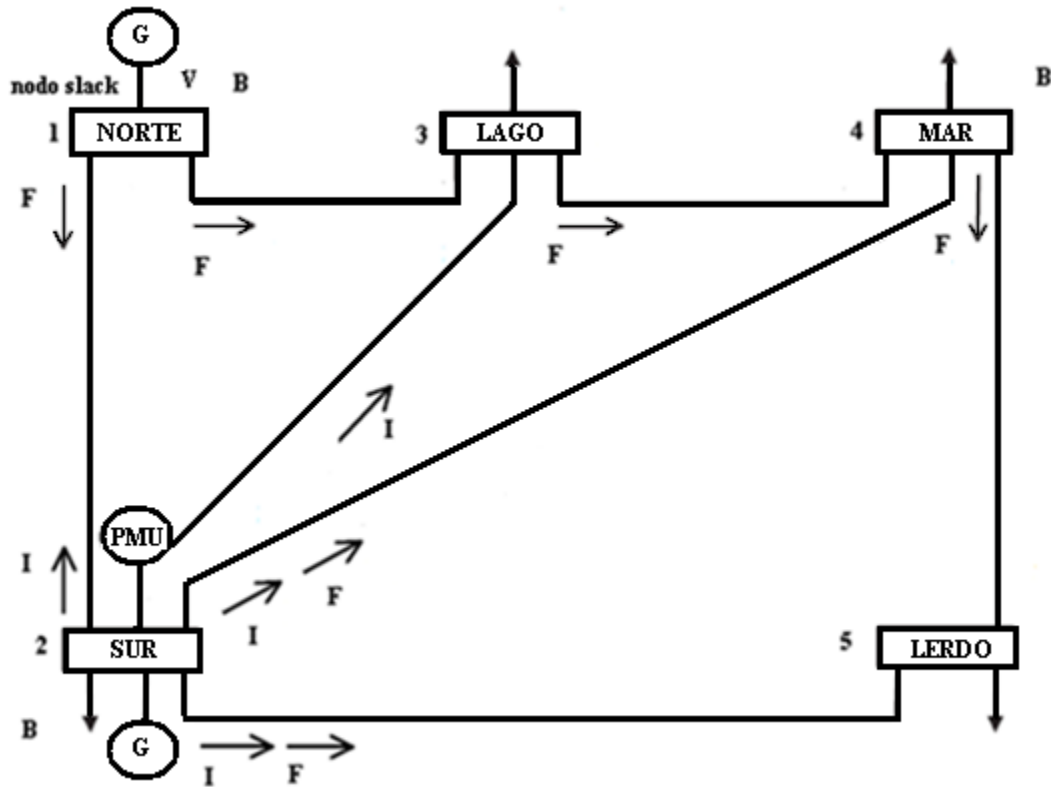 G
nodo slack V B
1 NORTE 3 LAGO 4 MAR B
F
F
F
F
I
PMU
I
F
I
2 SUR 5 LERDO
B
G
I F